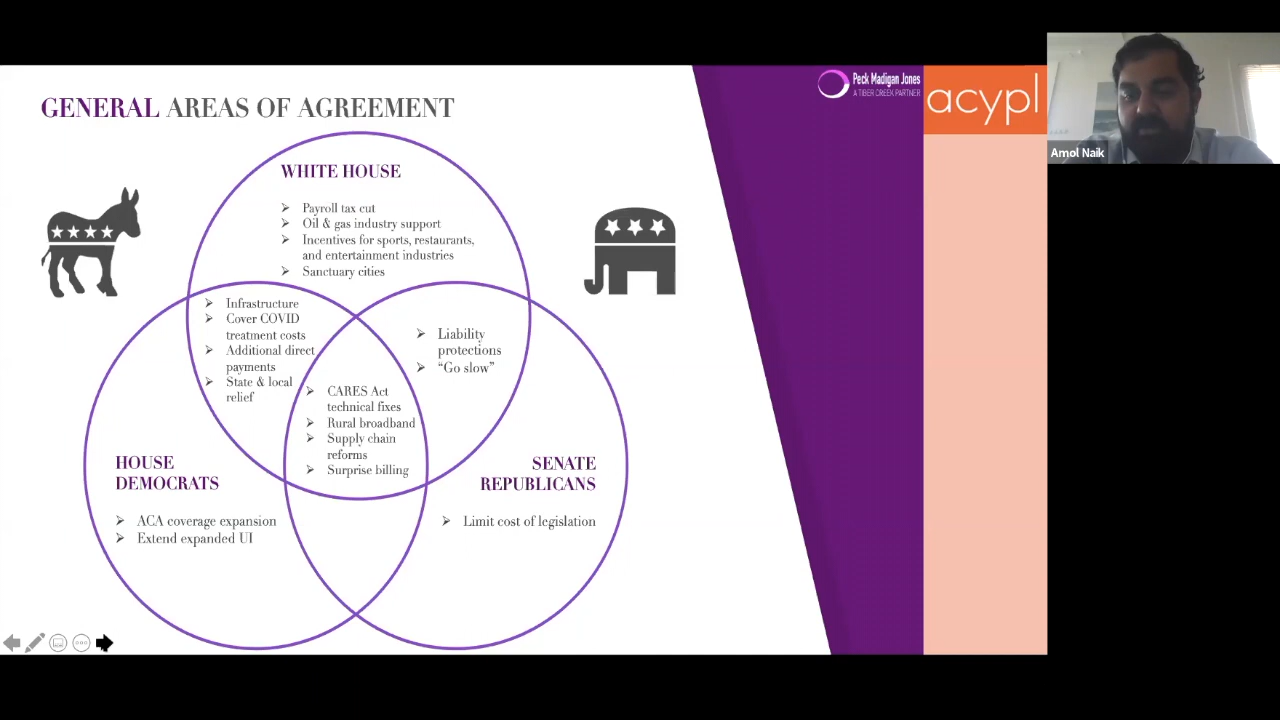 GENERAL AREAS OF AGREEMENT
Peck Madigan Jones
A TIBER CREEK PARTNER
acypl
Amol Naik
WHITE HOUSE
➢ Payroll tax cut
➢ Oil & gas industry support
➢ Incentives for sports, restaurants,
and entertainment industries
➢ Sanctuary cities
➢ Infrastructure
➢ Cover COVID
treatment costs
➢ Additional direct
payments
➢ State & local
relief
➢ Liability
protections
➢ “Go slow”
➢ CARES Act
technical fixes
➢ Rural broadband
➢ Supply chain
reforms
➢ Surprise billing
HOUSE
DEMOCRATS
➢ ACA coverage expansion
➢ Extend expanded UI
SENATE
REPUBLICANS
➢ Limit cost of legislation